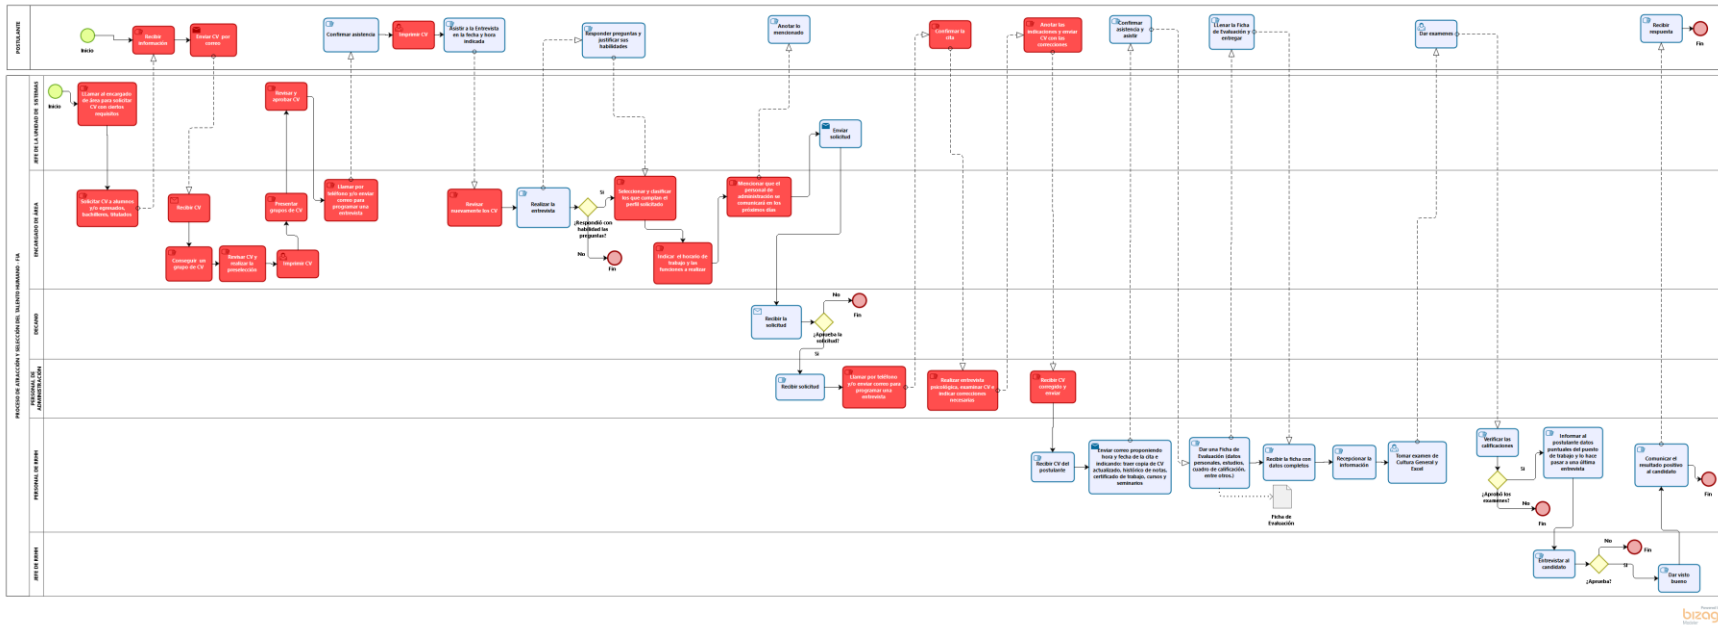 POSTULANTE
Inicio
Recibir
información
Enviar CV por
correo
Confirmar asistencia
Imprimir CV
Asistir a la Entrevista
en la fecha y hora
indicada
Responder preguntas y
justificar sus
habilidades
Anotar lo
mencionado
Confirmar la
cita
Anotar las
indicaciones y enviar
CV con las
correcciones
Confirmar
asistencia y
asistir
LLenar la Ficha
de Evaluación y
entregar
Dar examenes
Recibir
respuesta
Fin
PROCESO DE ATRACCIÓN Y SELECCIÓN DEL TALENTO HUMANO - FIA
JEFE DE LA UNIDAD DE SISTEMAS
Inicio
LLamar al encargado
de área para solicitar
CV con ciertos
requisitos
Revisar y
aprobar CV
Enviar
solicitud
ENCARGADO DE ÁREA
Solicitar CV a alumnos
y/o egresados,
bachilleres, titulados
Recibir CV
Conseguir un
grupo de CV
Revisar CV y
realizar la
preselección
Imprimir CV
Presentar
grupos de CV
Llamar por
teléfono y/o enviar
correo para
programar una
entrevista
Revisar
nuevamente los CV
Realizar la
entrevista
¿Respondió con
habilidad las
preguntas?
Si
No
Fin
Seleccionar y clasificar
los que cumplan el
perfil solicitado
Indicar el horario de
trabajo y las
funciones a realizar
Mencionar que el
personal de
administración se
comunicará en los
próximos días
DECANO
Recibir la
solicitud
¿Aprueba la
solicitud?
No
Fin
Si
PERSONAL DE
ADMINISTRACIÓN
Recibir solicitud
Llamar por teléfono
y/o enviar correo para
programar una
entrevista
Realizar entrevista
psicológica, examinar CV e
indicar correcciones
necesarias
Recibir CV
corregido y
enviar
PERSONAL DE RRHH
Recibir CV del
postulante
Enviar correo proponiendo
hora y fecha de la cita e
indicando: traer copia de CV
actualizado, histórico de notas,
certificado de trabajo, cursos y
seminarios
Dar una Ficha de
Evaluación (datos
personales, estudios,
cuadro de calificación,
entre otros.)
Ficha de
Evaluación
Recibir la ficha con
datos completos
Recepcionar la
información
Tomar examen de
Cultura General y
Excel
Verificar las
calificaciones
¿Aprobó los
examenes?
Si
No
Fin
Informar al
postulante datos
puntuales del puesto
de trabajo y lo hace
pasar a una última
entrevista
Comunicar el
resultado positivo
al candidato
Fin
JEFE DE RRHH
Entrevistar al
candidato
¿Aprueba?
No
Fin
Si
Dar visto
bueno
bizag